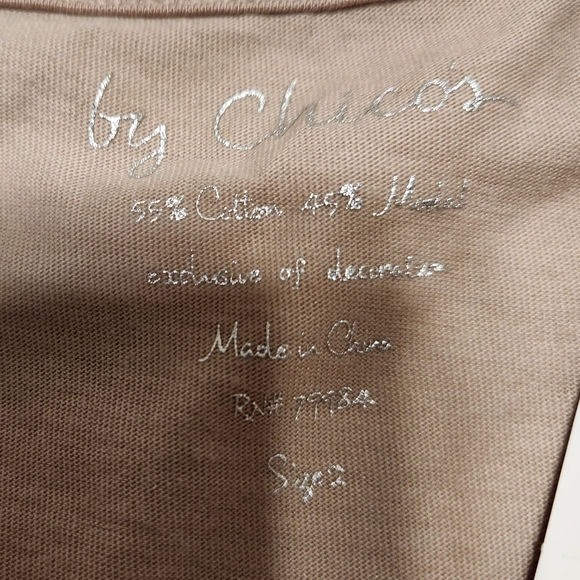 by Chico's
55% Cotton 45% Modal
exclusive of decoration
Made in China
RN# 79984
Size 2